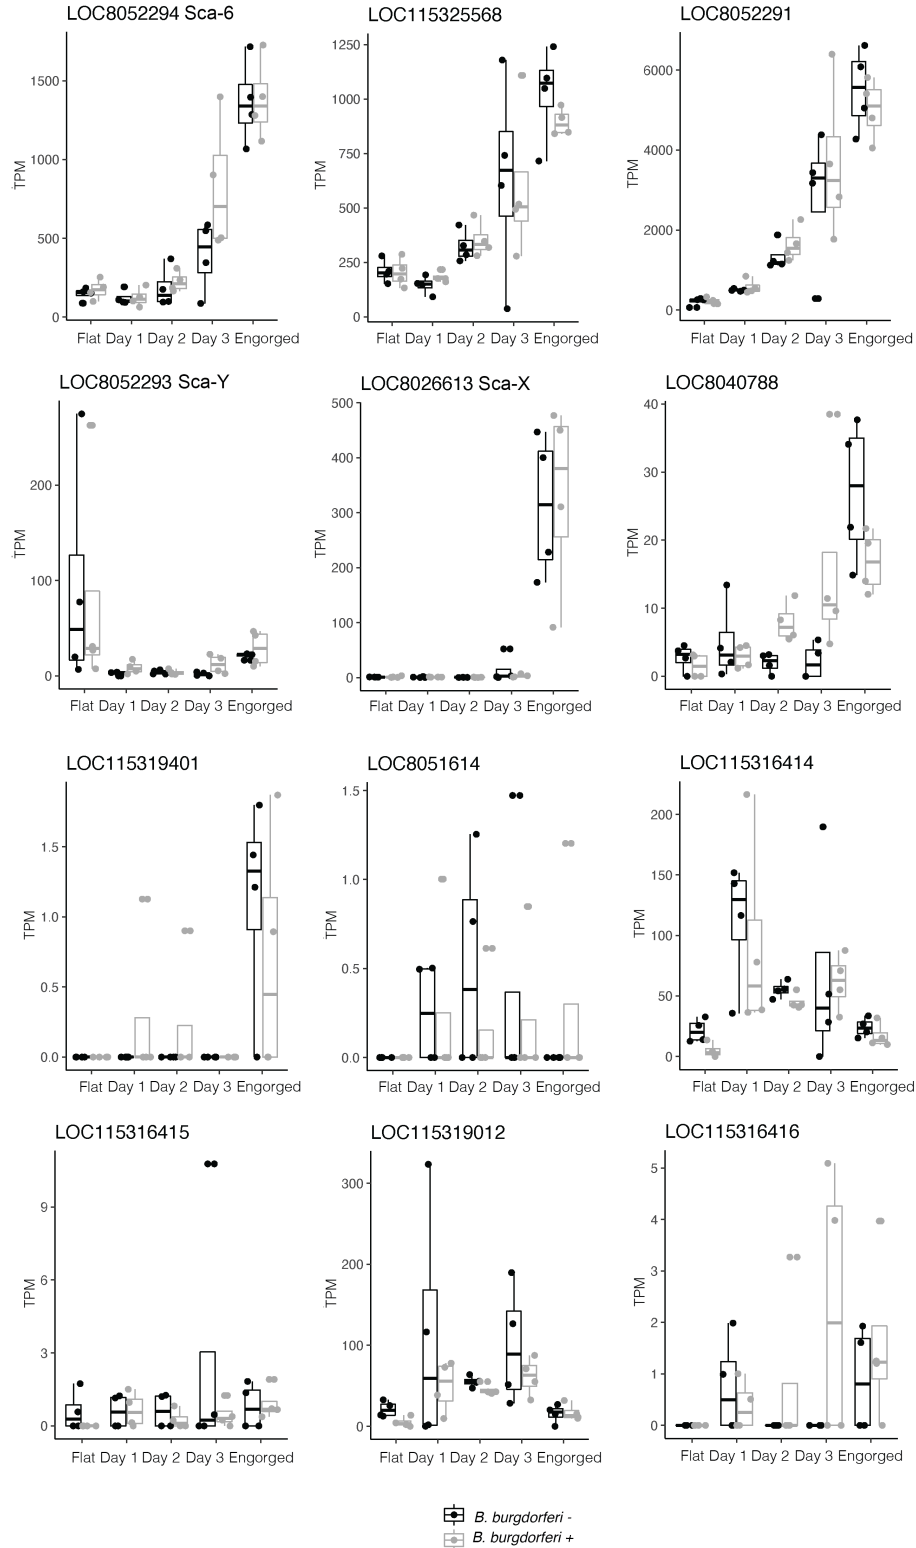 LOC8052294 Sca-6
1500
1000
500
0
TPM
Flat Day 1 Day 2 Day 3 Engorged
LOC115325568
1250
1000
750
500
250
0
TPM
Flat Day 1 Day 2 Day 3 Engorged
LOC8052291
6000
4000
2000
0
TPM
Flat Day 1 Day 2 Day 3 Engorged
LOC8052293 Sca-Y
200
100
0
TPM
Flat Day 1 Day 2 Day 3 Engorged
LOC8026613 Sca-X
500
400
300
200
100
0
TPM
Flat Day 1 Day 2 Day 3 Engorged
LOC8040788
40
30
20
10
0
TPM
Flat Day 1 Day 2 Day 3 Engorged
LOC115319401
1.5
1.0
0.5
0.0
TPM
Flat Day 1 Day 2 Day 3 Engorged
LOC8051614
1.5
1.0
0.5
0.0
TPM
Flat Day 1 Day 2 Day 3 Engorged
LOC115316414
200
150
100
50
0
TPM
Flat Day 1 Day 2 Day 3 Engorged
LOC115316415
9
6
3
0
TPM
Flat Day 1 Day 2 Day 3 Engorged
LOC115319012
300
200
100
0
TPM
Flat Day 1 Day 2 Day 3 Engorged
LOC115316416
5
4
3
2
1
0
TPM
Flat Day 1 Day 2 Day 3 Engorged
B. burgdorferi -
B. burgdorferi +